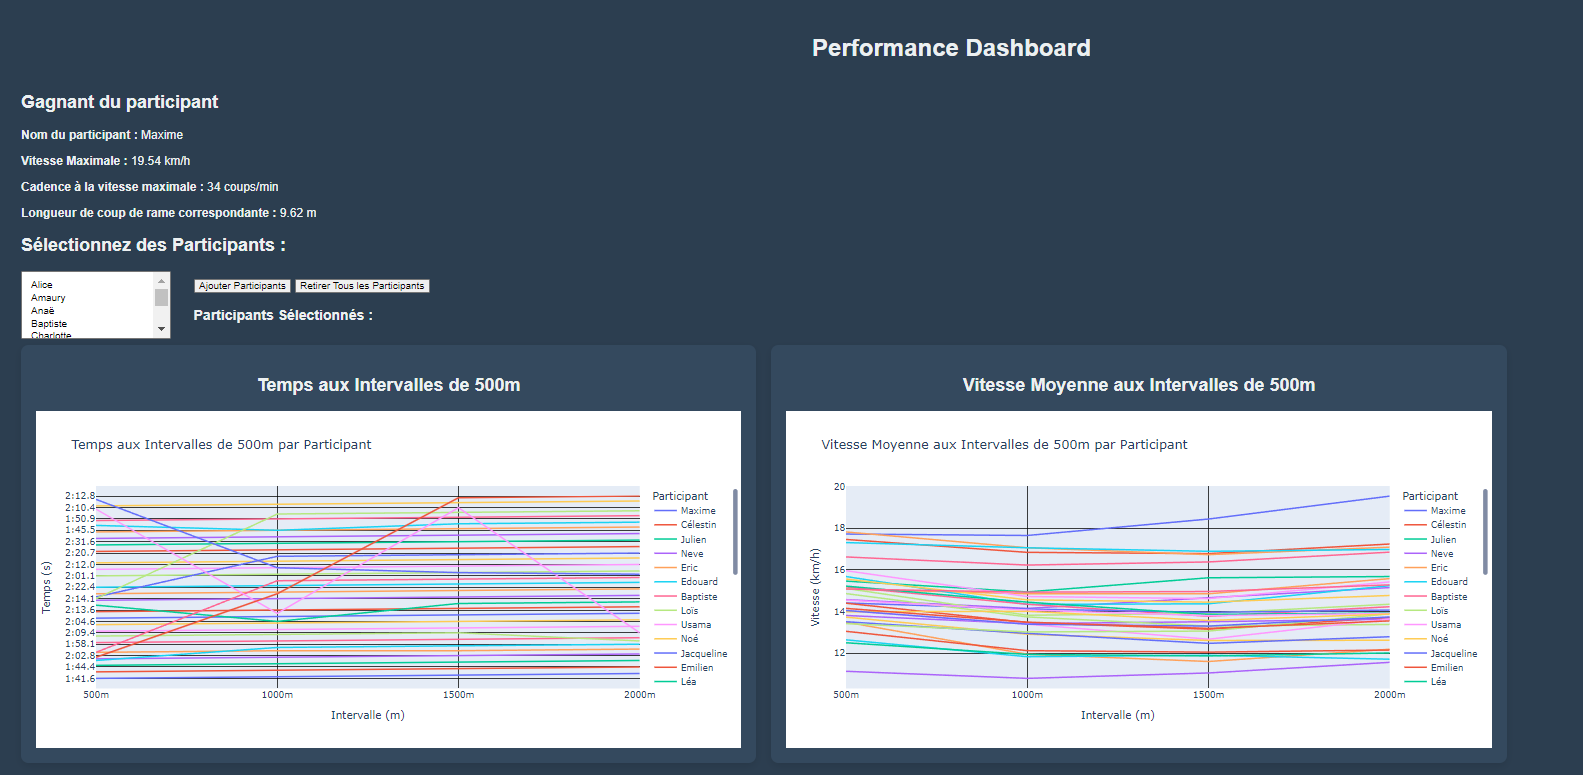 Performance Dashboard
Gagnant du participant
Nom du participant : Maxime
Vitesse Maximale : 19.54 km/h
Cadence à la vitesse maximale : 34 coups/min
Longueur de coup de rame correspondante : 9.62 m
Sélectionnez des Participants :
Alice
Amaury
Anaë
Baptiste
Charlotte
Ajouter Participants
Retirer Tous les Participants
Participants Sélectionnés :
Temps aux Intervalles de 500m
Temps aux Intervalles de 500m par Participant
Temps (s)
2:12.8
2:10.4
1:50.9
1:45.5
2:31.6
2:20.7
2:12.0
2:01.1
2:22.4
2:14.1
2:13.6
2:04.6
2:09.4
1:58.1
2:02.8
1:44.4
1:41.6
500m
1000m
1500m
2000m
Intervalle (m)
Participant
Maxime
Célestin
Julien
Neve
Eric
Edouard
Baptiste
Loïs
Usama
Noé
Jacqueline
Emilien
Léa
Vitesse Moyenne aux Intervalles de 500m
Vitesse Moyenne aux Intervalles de 500m par Participant
Vitesse (km/h)
20
18
16
14
12
500m
1000m
1500m
2000m
Intervalle (m)
Participant
Maxime
Célestin
Julien
Neve
Eric
Edouard
Baptiste
Loïs
Usama
Noé
Jacqueline
Emilien
Léa